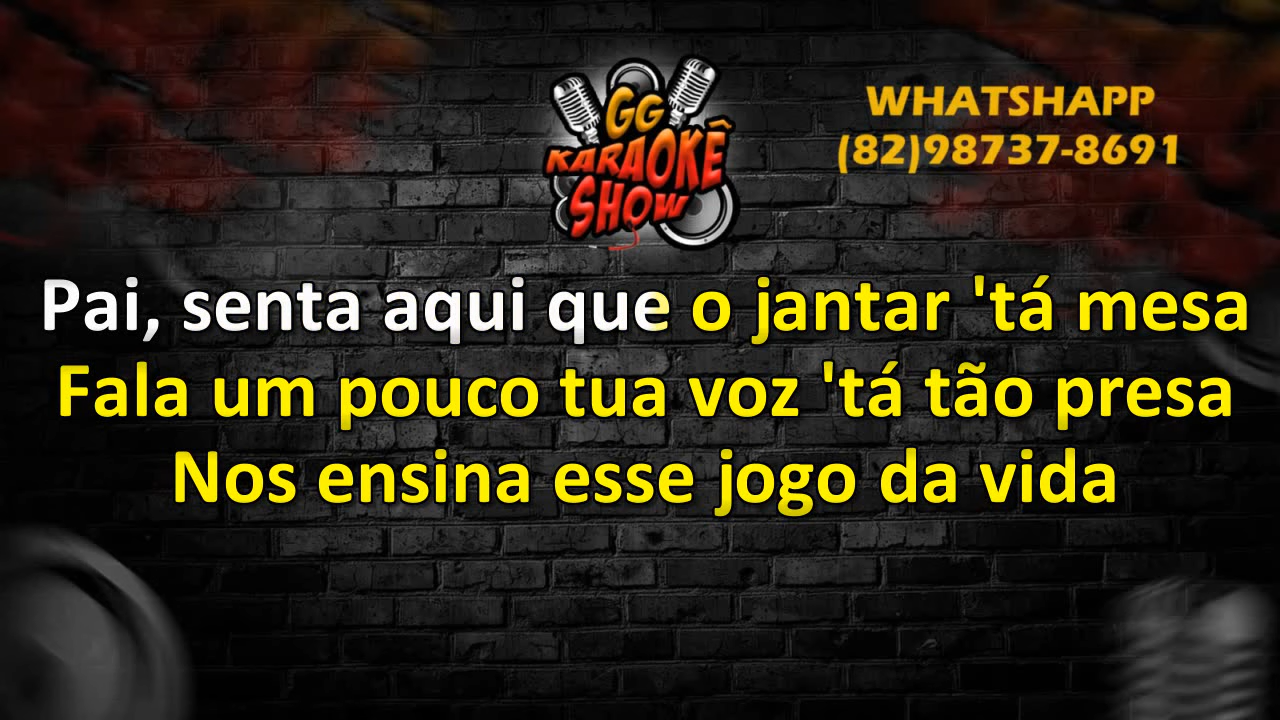 GG
KARAOKÊ
SHOW
WHATSHAPP
(82)98737-8691
Pai, senta aqui que o jantar 'tá mesa
Fala um pouco tua voz 'tá tão presa
Nos ensina esse jogo da vida